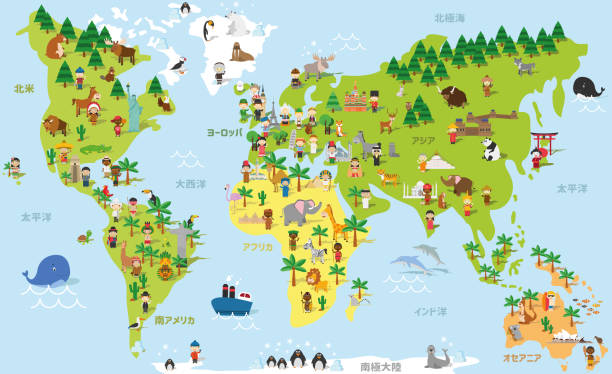 北極海
北米
ヨーロッパ
アジア
大西洋
太平洋
太平洋
アフリカ
南アメリカ
インド洋
オセアニア
南極大陸